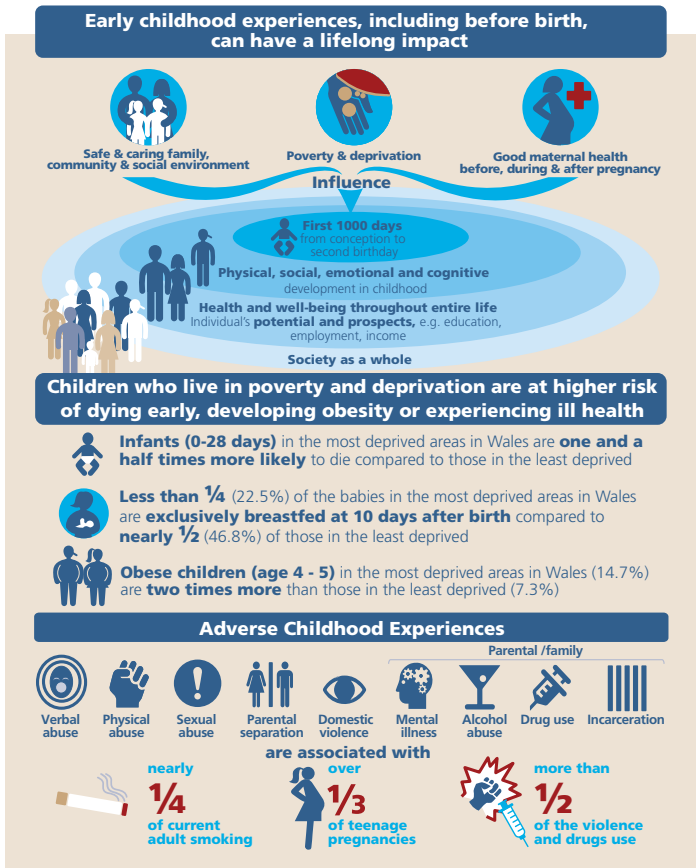 Early childhood experiences, including before birth,
can have a lifelong impact
Safe & caring family,
community & social environment
Poverty & deprivation
Good maternal health
before, during & after pregnancy
Influence
First 1000 days
from conception to
second birthday
Physical, social, emotional and cognitive
development in childhood
Health and well-being throughout entire life
Individual's potential and prospects, e.g. education,
employment, income
Society as a whole
Children who live in poverty and deprivation are at higher risk
of dying early, developing obesity or experiencing ill health
Infants (0-28 days) in the most deprived areas in Wales are one and a
half times more likely to die compared to those in the least deprived
Less than ¼ (22.5%) of the babies in the most deprived areas in Wales
are exclusively breastfed at 10 days after birth compared to
nearly ½ (46.8%) of those in the least deprived
Obese children (age 4 - 5) in the most deprived areas in Wales (14.7%)
are two times more than those in the least deprived (7.3%)
Adverse Childhood Experiences
Parental /family
Verbal
abuse
Physical
abuse
Sexual
abuse
Parental
separation
Domestic
violence
Mental
illness
Alcohol
abuse
Drug use
Incarceration
are associated with
nearly
¼
of current
adult smoking
over
⅓
of teenage
pregnancies
more than
½
of the violence
and drugs use